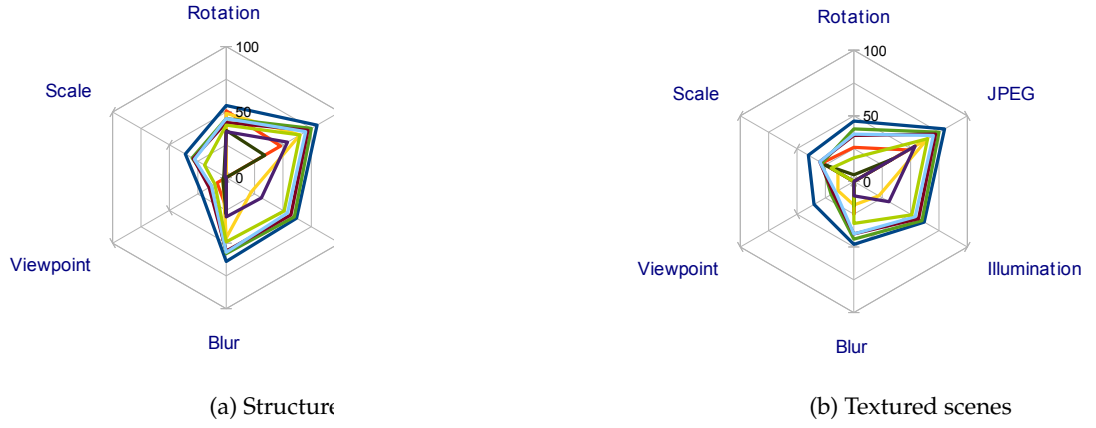 Rotation
100
Scale
50
0
Viewpoint
Blur
(a) Structure
Rotation
100
Scale
JPEG
50
0
Viewpoint
Illumination
Blur
(b) Textured scenes